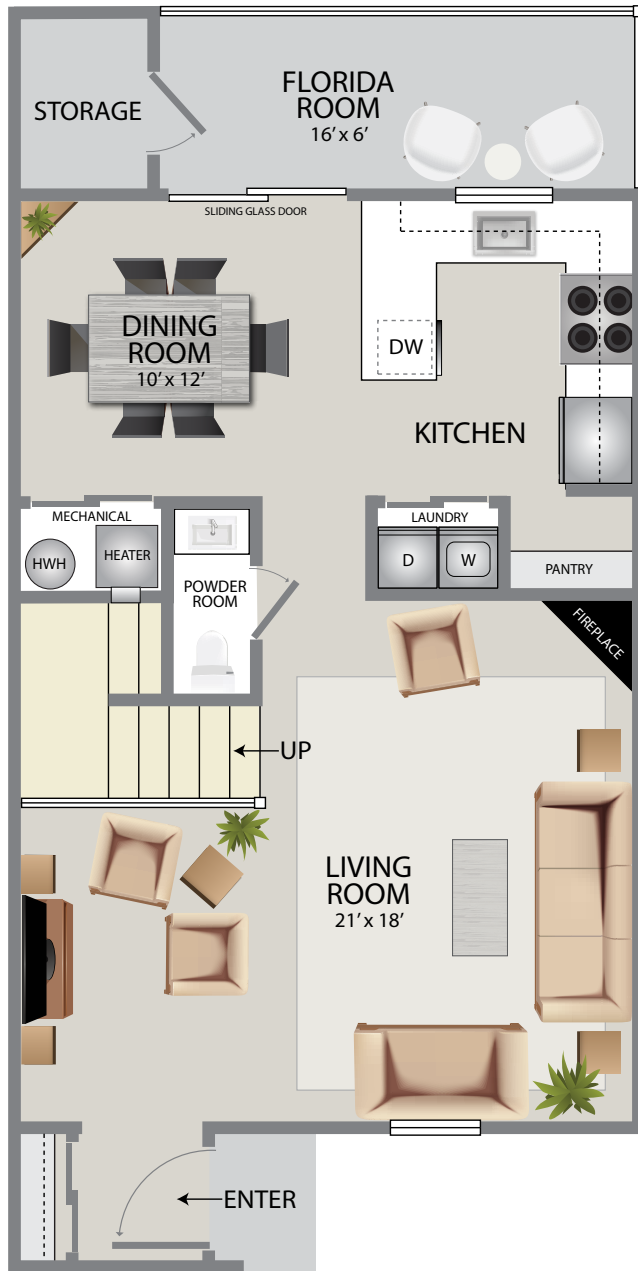 STORAGE
FLORIDA
ROOM
16’ x 6’
SLIDING GLASS DOOR
DINING
ROOM
10’ x 12’
DW
KITCHEN
MECHANICAL
HWH
HEATER
POWDER
ROOM
LAUNDRY
D
W
PANTRY
FIREPLACE
UP
LIVING
ROOM
21’ x 18’
ENTER